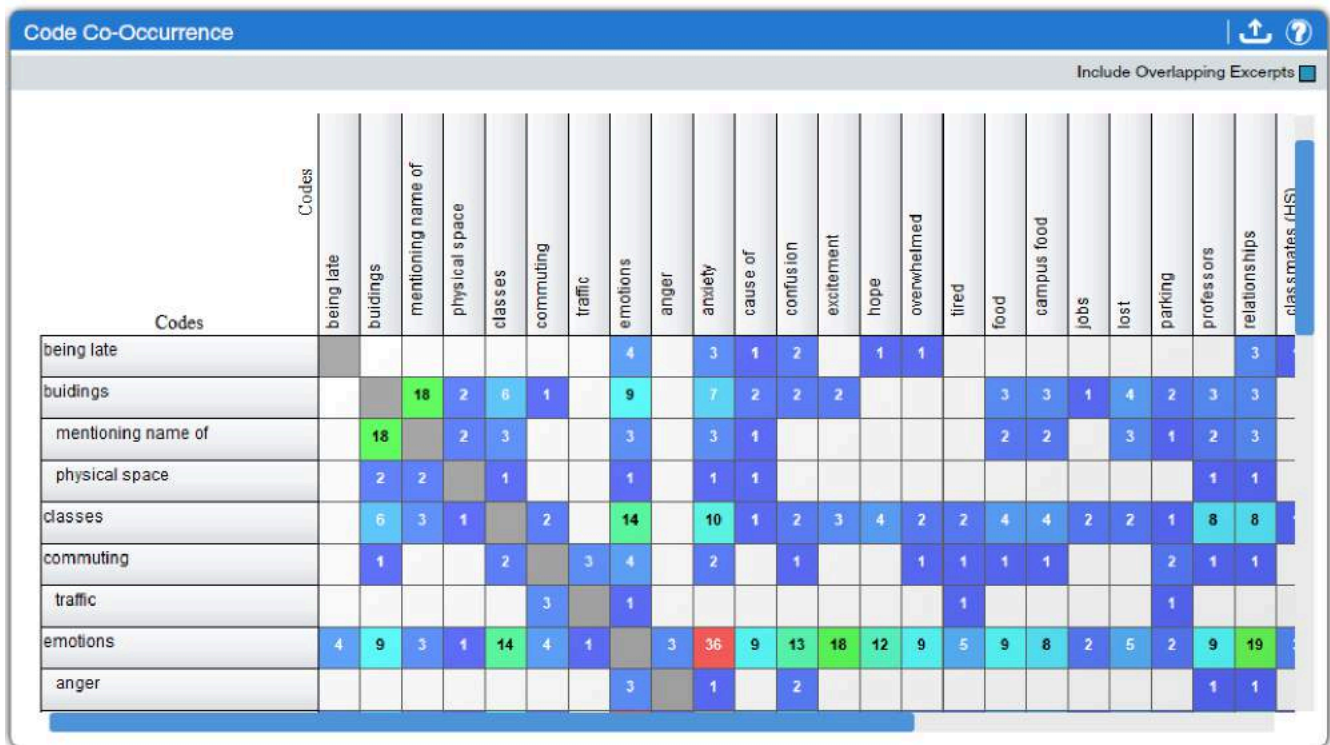 Code Co-Occurrence
Include Overlapping Excerpts
Codes
being late
buidings
mentioning name of
physical space
classes
commuting
traffic
emotions
anger
anxiety
cause of
confusion
excitement
hope
overwhelmed
tired
food
campus food
jobs
lost
parking
professors
relationships
classmates (HS)
Codes
being late 4 3 1 2 1 1 3
buidings 18 2 6 1 9 7 2 2 2 3 3 1 4 2 3 3
mentioning name of 18 2 3 3 3 1 2 2 3 1 2 3
physical space 2 2 1 1 1 1 1 1
classes 6 3 1 2 14 10 1 2 3 4 2 2 4 4 2 2 1 8 8
commuting 1 2 3 4 2 1 1 1 1 1 2 1 1
traffic 3 1 1 1
emotions 4 9 3 1 14 4 1 3 36 9 13 18 12 9 5 9 8 2 5 2 9 19
anger 3 1 2 1 1